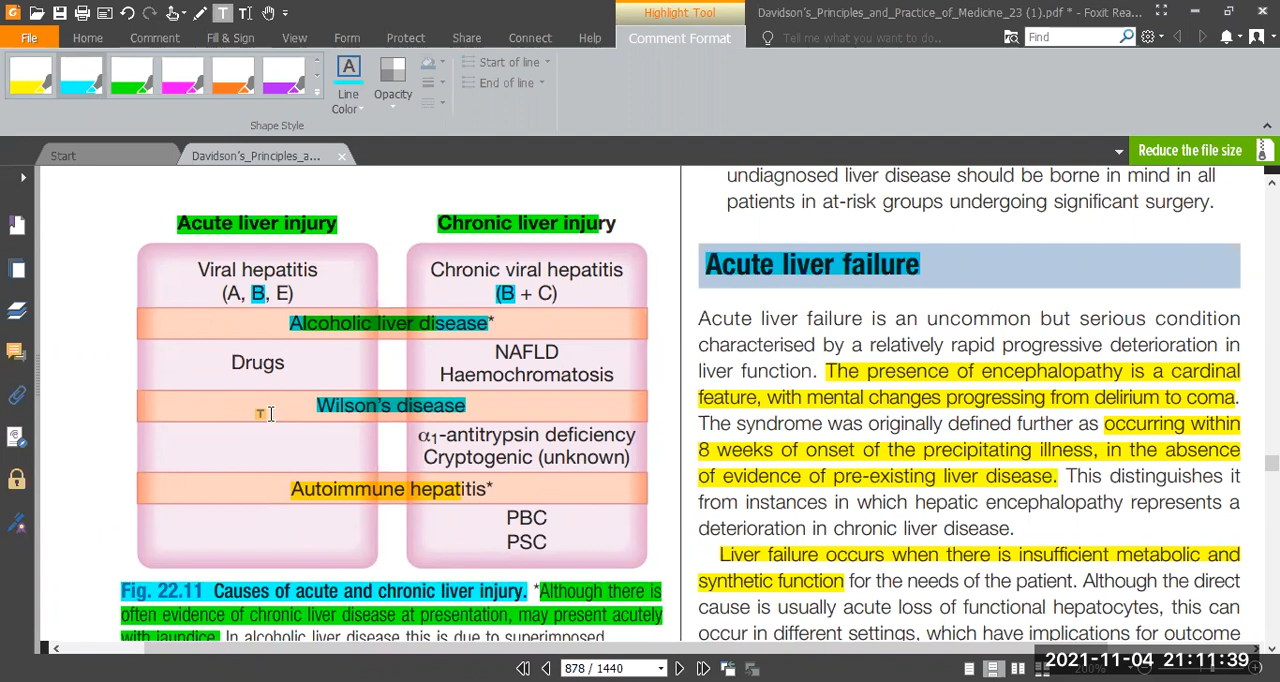 Highlight Tool
Davidson's_Principles_and_Practice_of_Medicine_23 (1).pdf * - Foxit Rea...
File
Home
Comment
Fill & Sign
View
Form
Protect
Share
Connect
Help
Comment Format
Tell me what you want to do..
Find
Line
Color
Opacity
Start of line
End of line
Shape Style
Start
Davidson's_Principles_a...
Reduce the file size
Acute liver injury
Chronic liver injury
Viral hepatitis
(A, B, E)
Chronic viral hepatitis
(B + C)
Alcoholic liver disease*
Drugs
NAFLD
Haemochromatosis
Wilson's disease
α1-antitrypsin deficiency
Cryptogenic (unknown)
Autoimmune hepatitis*
PBC
PSC
Fig. 22.11 Causes of acute and chronic liver injury. *Although there is
often evidence of chronic liver disease at presentation, may present acutely
with jaundice. In alcoholic liver disease this is due to superimposed
undiagnosed liver disease should be borne in mind in all
patients in at-risk groups undergoing significant surgery.
Acute liver failure
Acute liver failure is an uncommon but serious condition
characterised by a relatively rapid progressive deterioration in
liver function. The presence of encephalopathy is a cardinal
feature, with mental changes progressing from delirium to coma.
The syndrome was originally defined further as occurring within
8 weeks of onset of the precipitating illness, in the absence
of evidence of pre-existing liver disease. This distinguishes it
from instances in which hepatic encephalopathy represents a
deterioration in chronic liver disease.
Liver failure occurs when there is insufficient metabolic and
synthetic function for the needs of the patient. Although the direct
cause is usually acute loss of functional hepatocytes, this can
occur in different settings, which have implications for outcome
878 / 1440
2021-11-04 21:11:39
200%